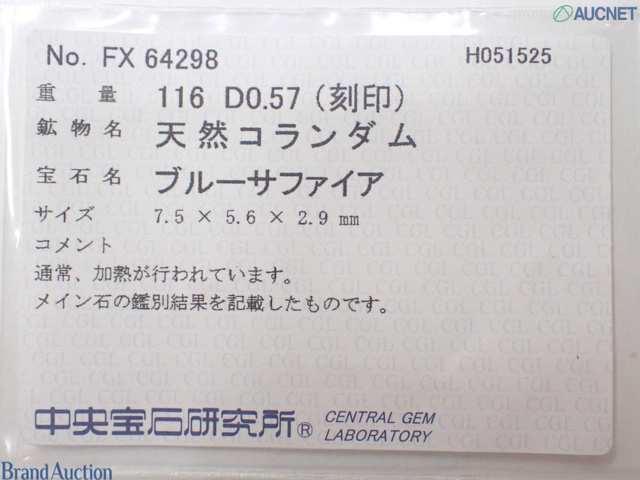 AUCNET
No. FX 64298 H051525
重量 116 D0.57 (刻印)
鉱物名 天然コランダム
宝石名 ブルーサファイア
サイズ 7.5 × 5.6 × 2.9 mm
コメント
通常、加熱が行われています。
メイン石の鑑別結果を記載したものです。
中央宝石研究所® CENTRAL GEM
LABORATORY
Brand Auction